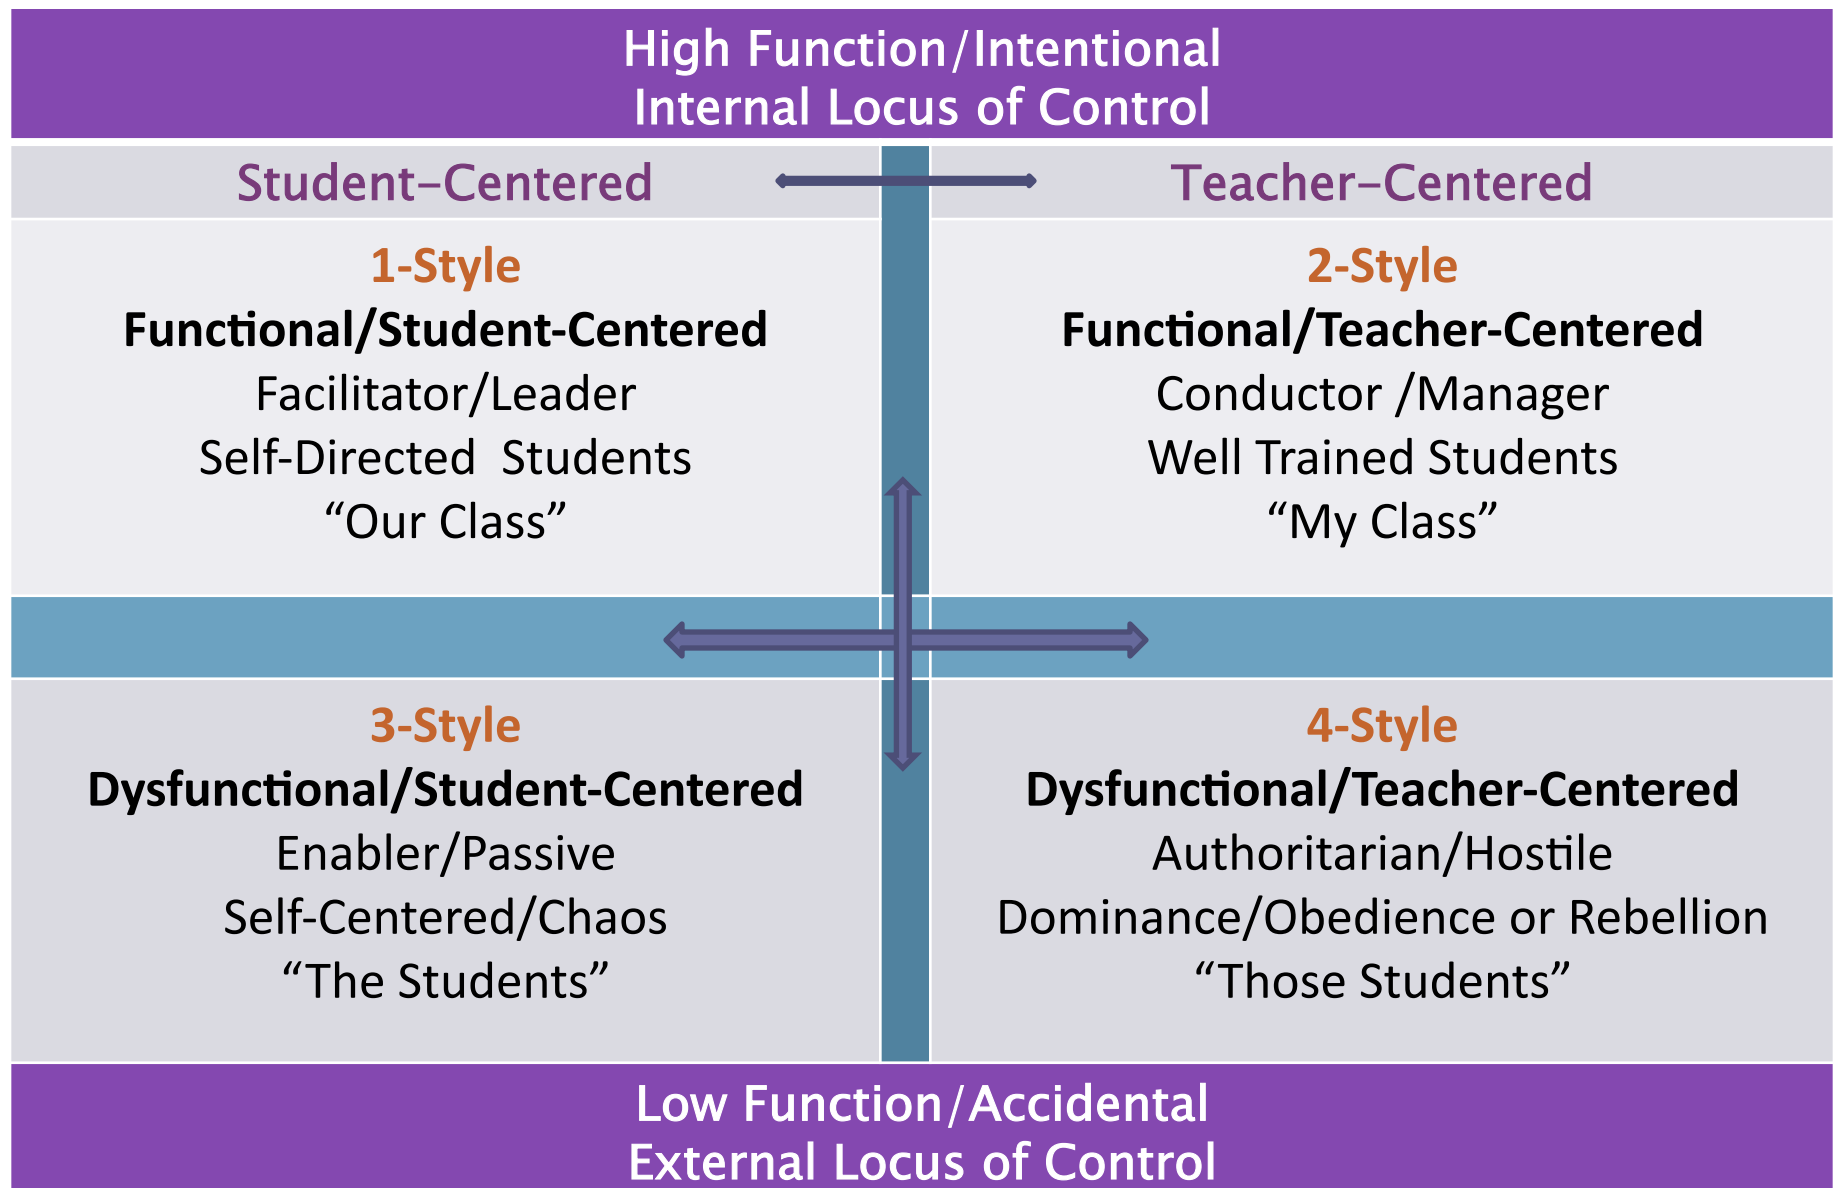 High Function/Intentional
Internal Locus of Control
Student-Centered
Teacher-Centered
1-Style
Functional/Student-Centered
Facilitator/Leader
Self-Directed  Students
“Our Class”
2-Style
Functional/Teacher-Centered
Conductor /Manager
Well Trained Students
“My Class”
3-Style
Dysfunctional/Student-Centered
Enabler/Passive
Self-Centered/Chaos
“The Students”
4-Style
Dysfunctional/Teacher-Centered
Authoritarian/Hostile
Dominance/Obedience or Rebellion
“Those Students”
Low Function/Accidental
External Locus of Control